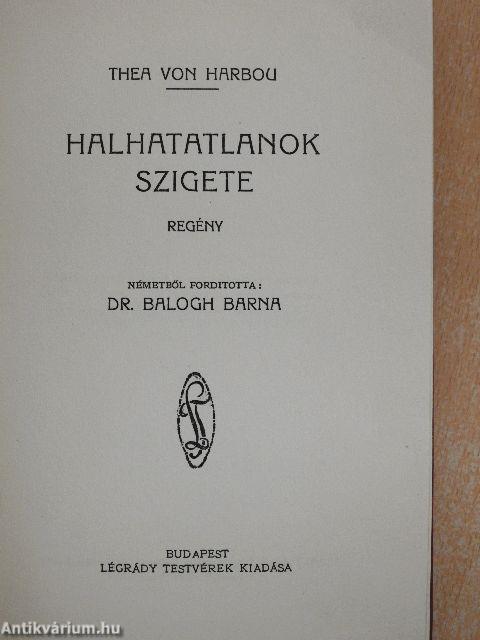 THEA VON HARBOU
HALHATATLANOK
SZIGETE
REGÉNY
NÉMETBŐL FORDITOTTA:
DR. BALOGH BARNA
BUDAPEST
LÉGRÁDY TESTVÉREK KIADÁSA
Antikvárium.hu